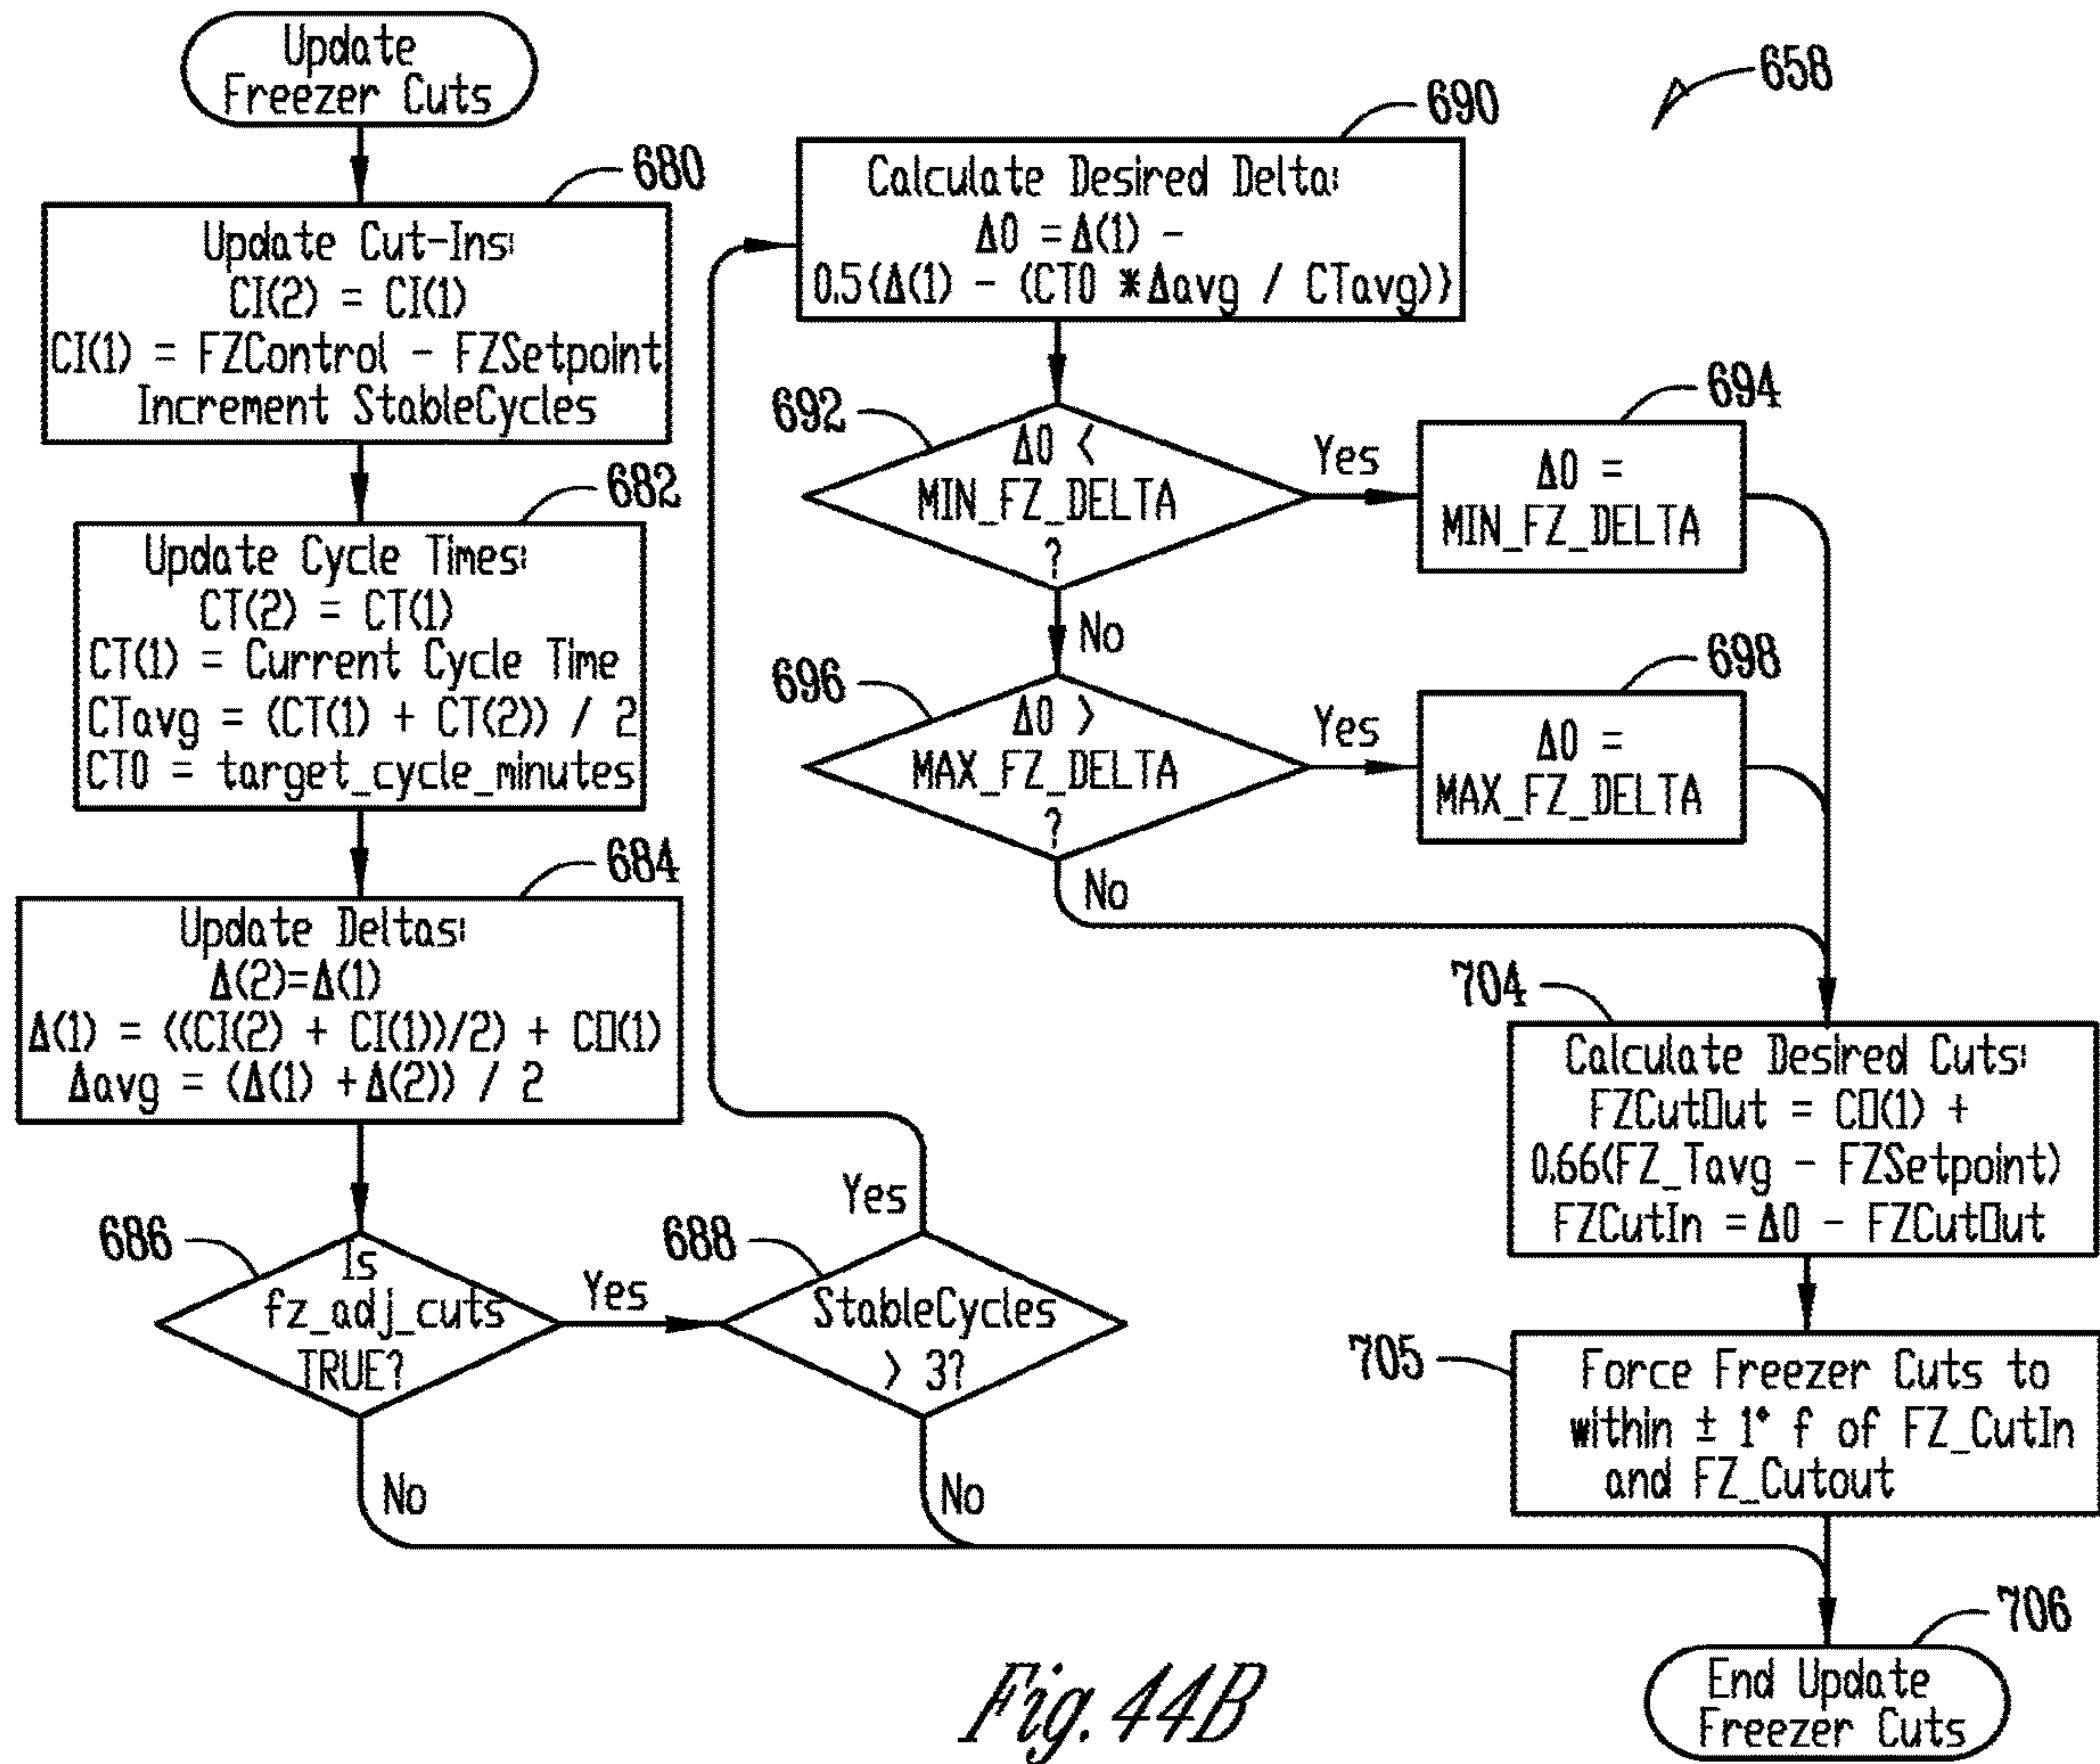 Update
Freezer Cuts
680
Update Cut-Ins:
CI(2) = CI(1)
CI(1) = FZControl - FZSetpoint
Increment StableCycles
682
Update Cycle Times:
CT(2) = CT(1)
CT(1) = Current Cycle Time
CTavg = (CT(1) + CT(2)) / 2
CT0 = target_cycle_minutes
684
Update Deltas:
Δ(2)=Δ(1)
Δ(1) = ((CI(2) + CI(1))/2) + CO(1)
Δavg = (Δ(1) +Δ(2)) / 2
686
Is
fz_adj_cuts
TRUE?
Yes
No
688
StableCycles
> 3?
Yes
No
658
690
Calculate Desired Delta:
Δ0 =Δ(1) -
0.5{Δ(1) - (CT0 *Δavg / CTavg)}
692
Δ0 <
MIN_FZ_DELTA
?
Yes
No
694
Δ0 =
MIN_FZ_DELTA
696
Δ0 >
MAX_FZ_DELTA
?
Yes
No
698
Δ0 =
MAX_FZ_DELTA
704
Calculate Desired Cuts:
FZCutOut = CO(1) +
0.66(FZ_Tavg - FZSetpoint)
FZCutIn =Δ0 - FZCutOut
705
Force Freezer Cuts to
within ± 1° f of FZ_CutIn
and FZ_Cutout
706
End Update
Freezer Cuts
Fig. 44B